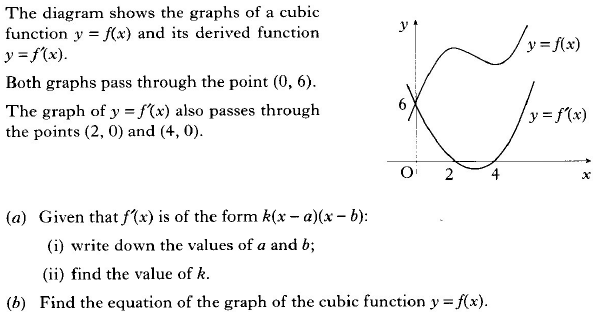 The diagram shows the graphs of a cubic
function y = f(x) and its derived function
y = f′(x).
Both graphs pass through the point (0, 6).
The graph of y = f′(x) also passes through
the points (2, 0) and (4, 0).
y
y = f(x)
6
y = f′(x)
O 2 4 x
(a) Given that f′(x) is of the form k(x – a)(x – b):
(i) write down the values of a and b;
(ii) find the value of k.
(b) Find the equation of the graph of the cubic function y = f(x).